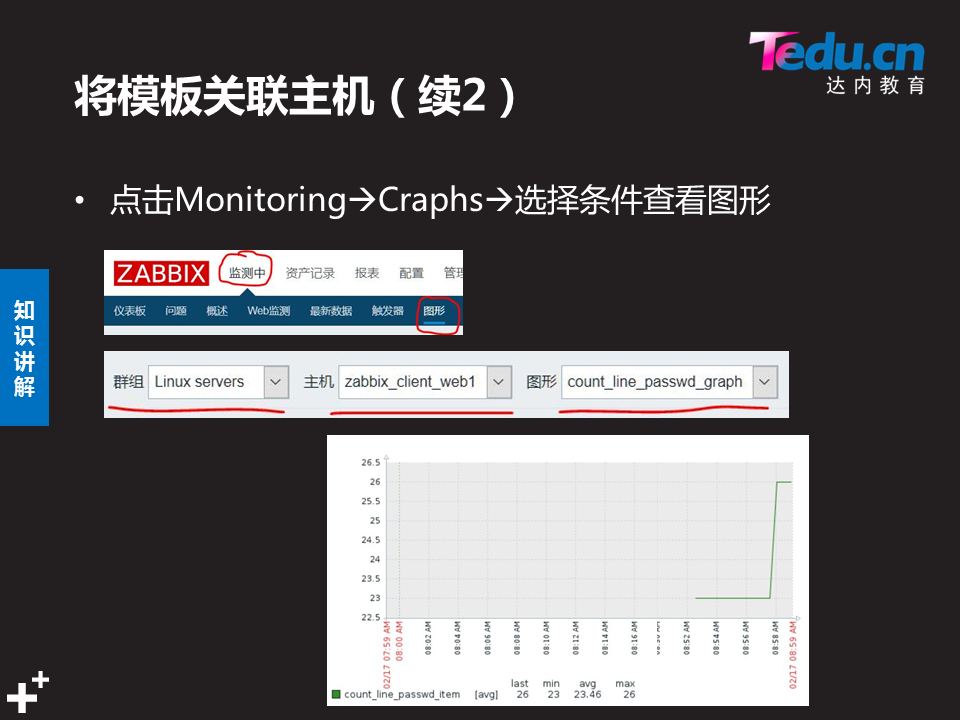 Tedu.cn
达内教育
将模板关联主机（续2）
• 点击Monitoring→Craphs→选择条件查看图形
知识讲解
ZABBIX 监测中 资产记录 报表 配置 管理
仪表板 问题 概述 Web监测 最新数据 触发器 图形
群组 Linux servers 主机 zabbix_client_web1 图形 count_line_passwd_graph
26.5
26
25.5
25
24.5
24
23.5
23
22.5
02/17 07:59 AM 08:00 AM 08:02 AM 08:04 AM 08:06 AM 08:08 AM 08:10 AM 08:12 AM 08:14 AM 08:16 AM 08:52 AM 08:54 AM 08:56 AM 08:58 AM 02/17 08:59 AM
last min avg max
count_line_passwd_item [avg] 26 23 23.46 26